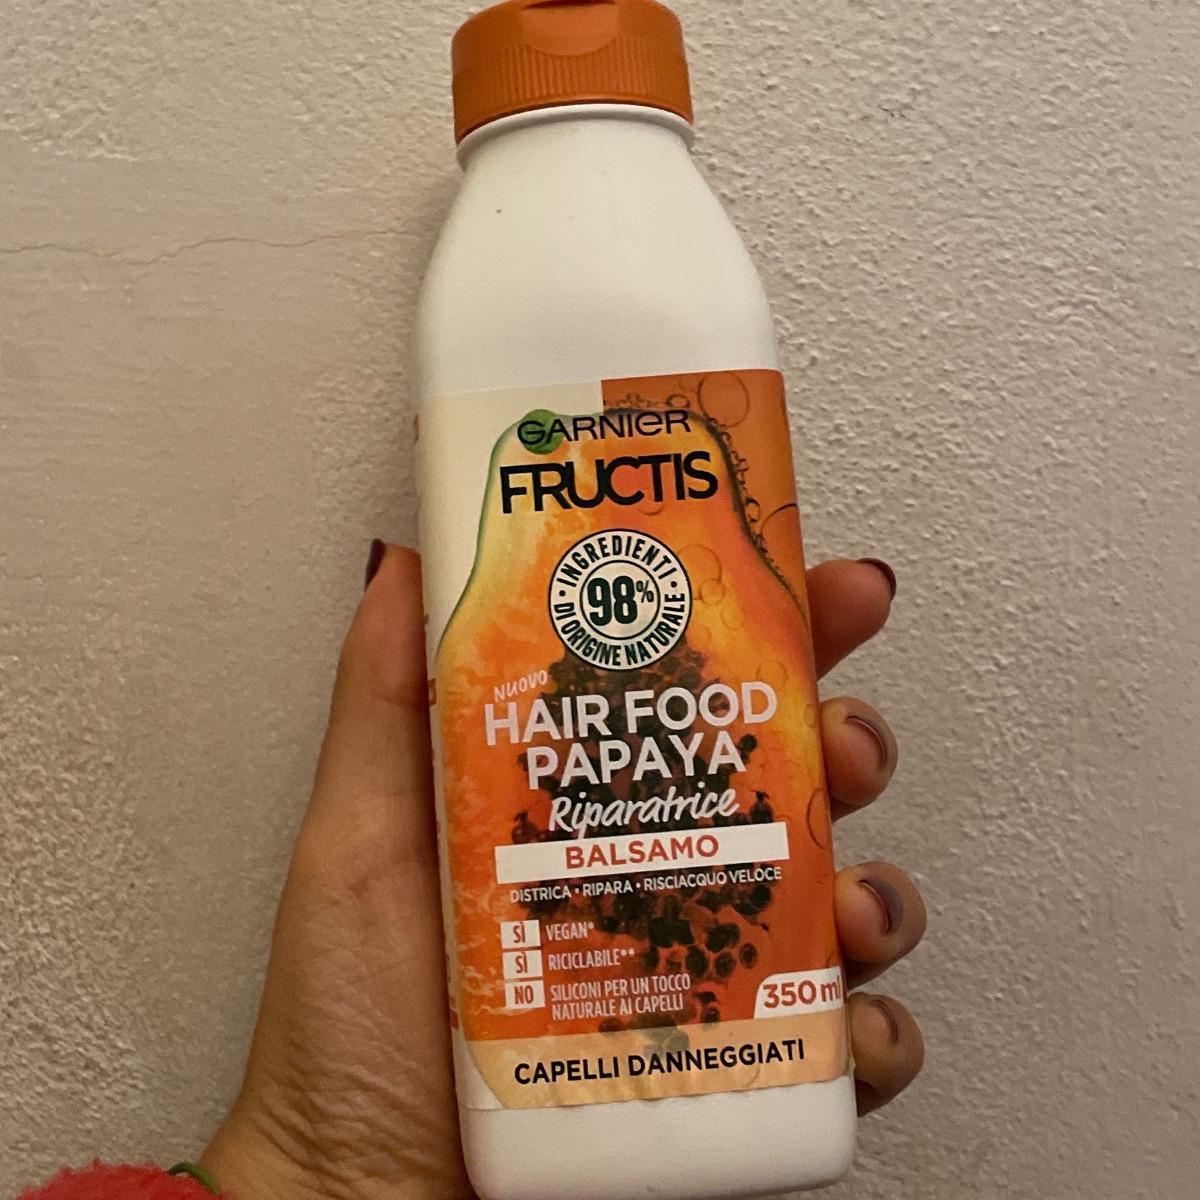 GARNIER
FRUCTIS
INGREDIENTI
98%
DI ORIGINE NATURALE
NUOVO
HAIR FOOD
PAPAYA
Riparatrice
BALSAMO
DISTRICA • RIPARA • RISCIACQUO VELOCE
SÌ VEGAN*
SÌ RICICLABILE**
NO SILICONI PER UN TOCCO
NATURALE AI CAPELLI
350 ml
CAPELLI DANNEGGIATI